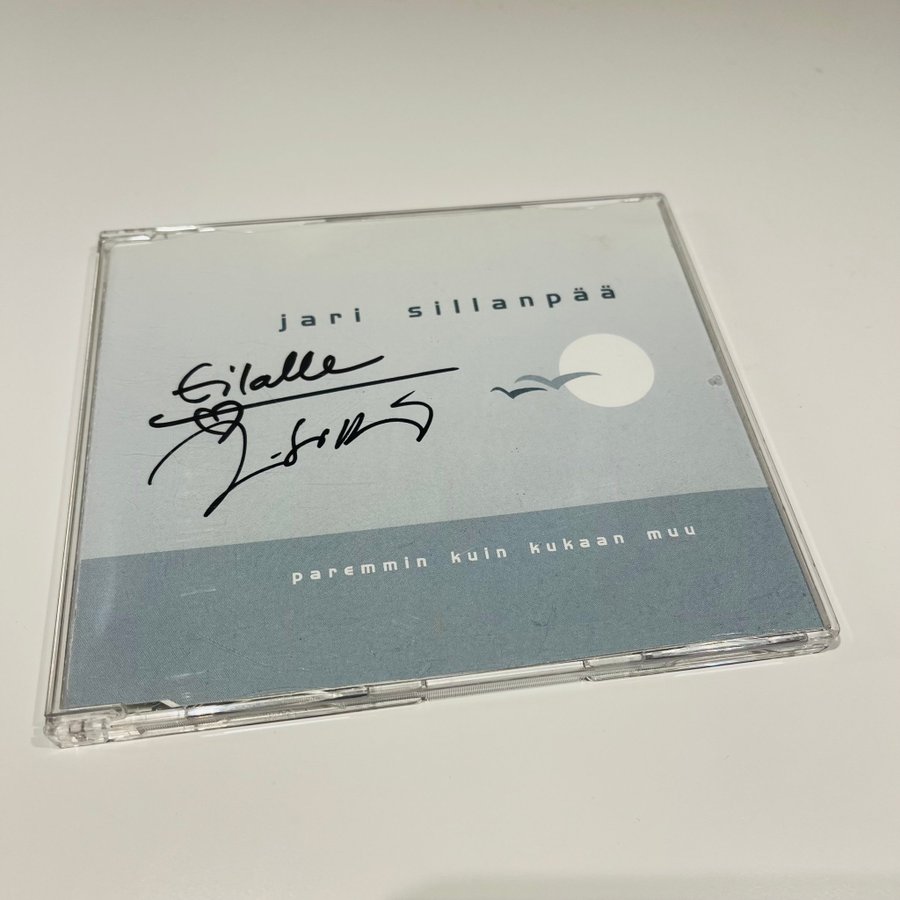 jari sillanpää
Eilalle
paremmin kuin kukaan muu